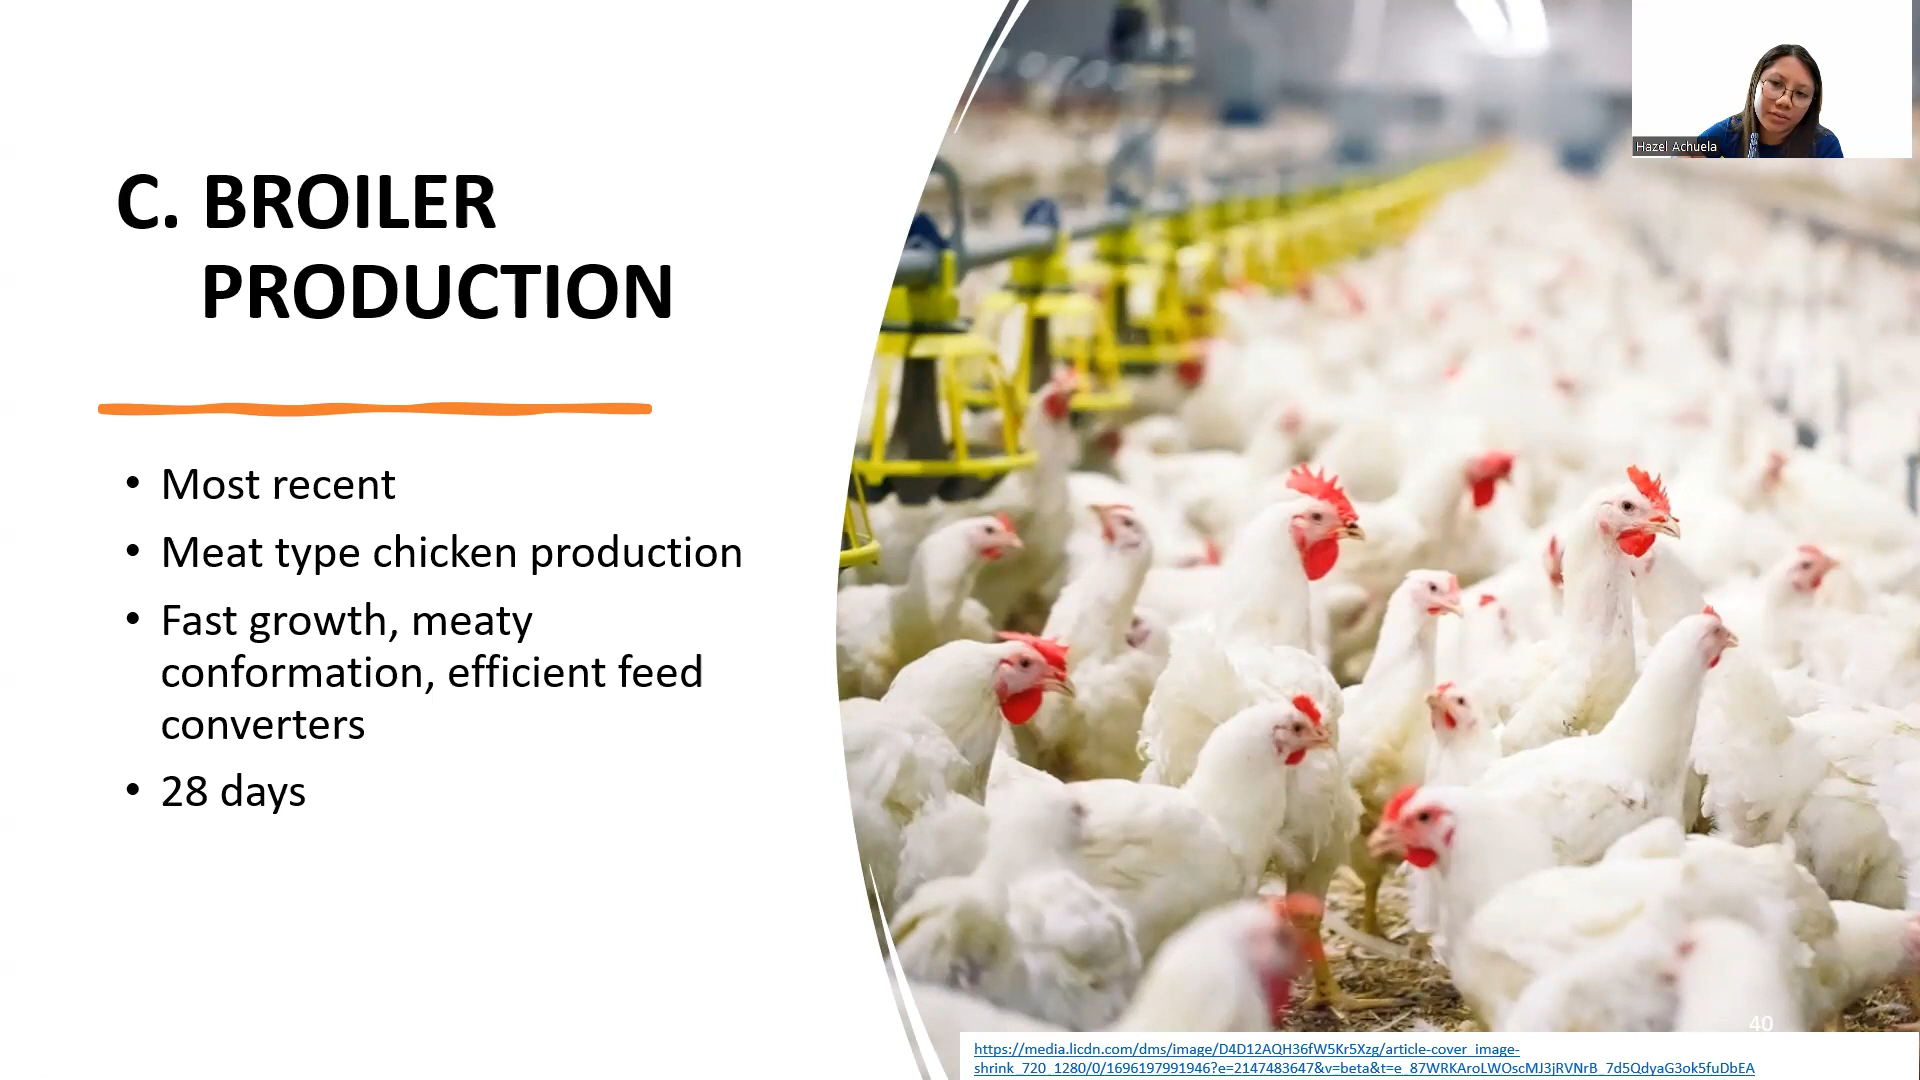 Hazel Achuela
C. BROILER
PRODUCTION
• Most recent
• Meat type chicken production
• Fast growth, meaty
conformation, efficient feed
converters
• 28 days
40
https://media.licdn.com/dms/image/D4D12AQH36fW5Kr5Xzg/article-cover_image-
shrink_720_1280/0/1696197991946?e=2147483647&v=beta&t=e_87WRKAroLWOscMJ3jRVNrB_7d5QdyaG3ok5fuDbEA